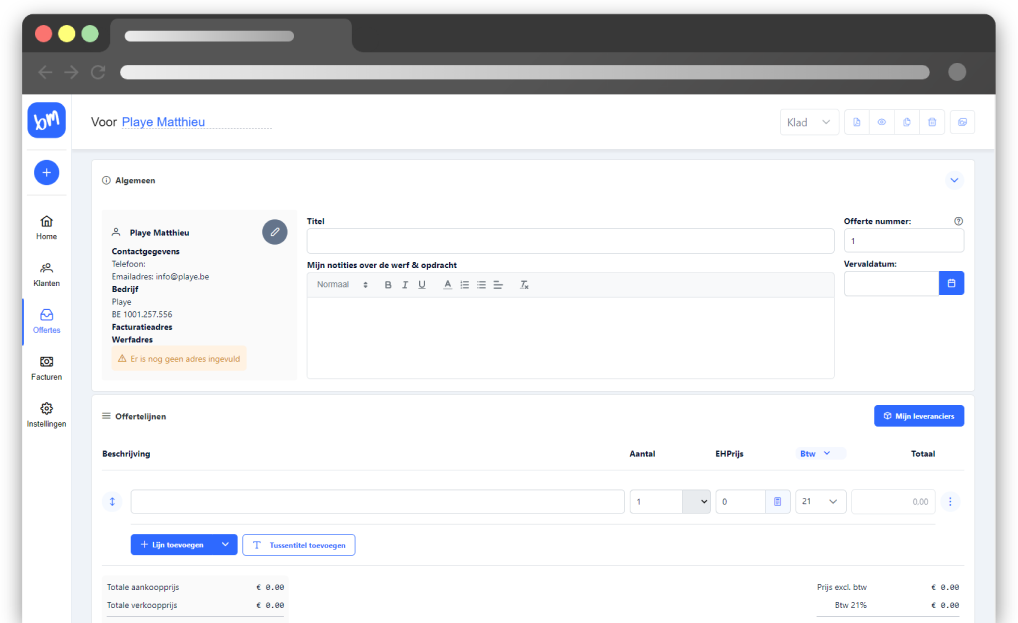 bm
Voor Playe Matthieu
Klad
Algemeen
Home
Klanten
Offertes
Facturen
Instellingen
Playe Matthieu
Contactgegevens
Telefoon:
Emailadres: info@playe.be
Bedrijf
Playe
BE 1001.257.556
Facturatieadres
Werfadres
Er is nog geen adres ingevuld
Titel
Mijn notities over de werf & opdracht
Normaal B I U A
Offerte nummer:
1
Vervaldatum:
Offertelijnen
Mijn leveranciers
Beschrijving Aantal EHPrijs Btw Totaal
1 0 21 0.00
+ Lijn toevoegen T Tussentitel toevoegen
Totale aankoopprijs € 0.00
Totale verkoopprijs € 0.00
Prijs excl. btw € 0.00
Btw 21% € 0.00